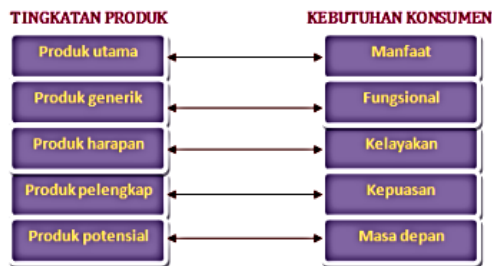 TINGKATAN PRODUK KEBUTUHAN KONSUMEN
Produk utama Manfaat
Produk generik Fungsional
Produk harapan Kelayakan
Produk pelengkap Kepuasan
Produk potensial Masa depan